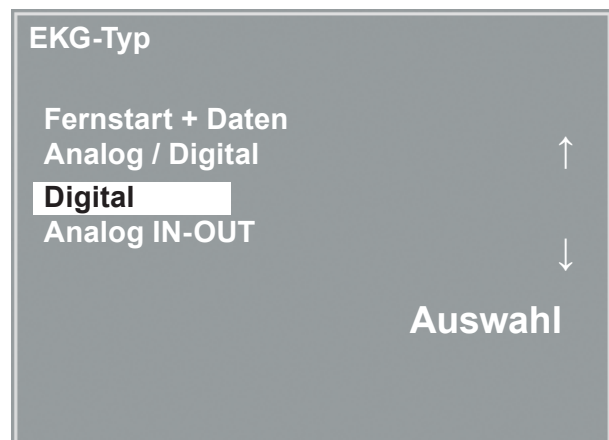 EKG-Typ
Fernstart + Daten
Analog / Digital
↑
Digital
Analog IN-OUT
↓
Auswahl